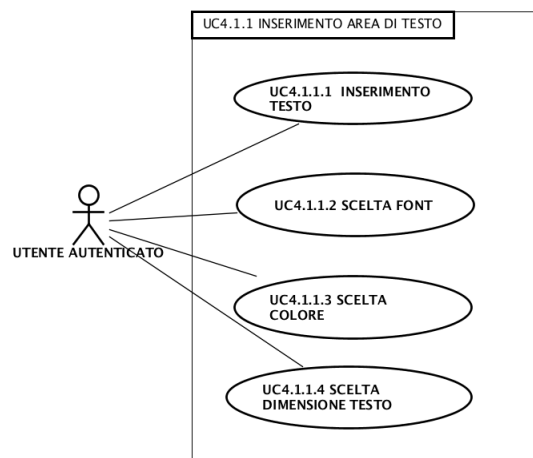 UC4.1.1 INSERIMENTO AREA DI TESTO
UC4.1.1.1 INSERIMENTO
TESTO
UC4.1.1.2 SCELTA FONT
UTENTE AUTENTICATO
UC4.1.1.3 SCELTA
COLORE
UC4.1.1.4 SCELTA
DIMENSIONE TESTO